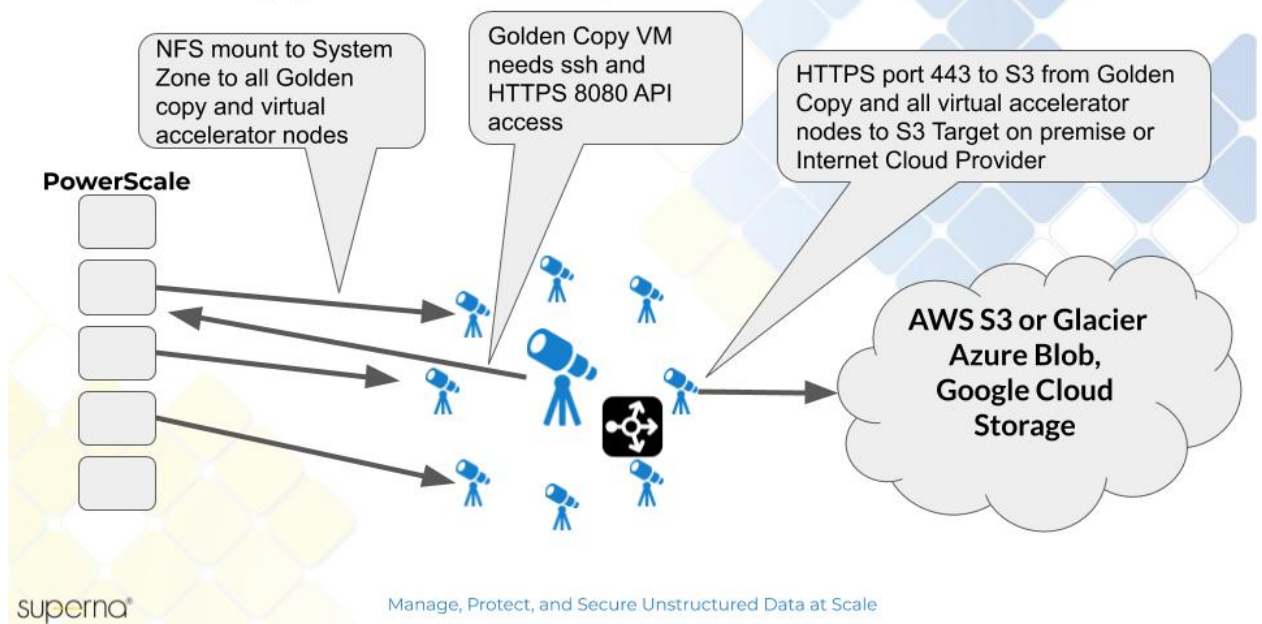 NFS mount to System
Zone to all Golden
copy and virtual
accelerator nodes
Golden Copy VM
needs ssh and
HTTPS 8080 API
access
HTTPS port 443 to S3 from Golden
Copy and all virtual accelerator
nodes to S3 Target on premise or
Internet Cloud Provider
PowerScale
AWS S3 or Glacier
Azure Blob,
Google Cloud
Storage
superna®
Manage, Protect, and Secure Unstructured Data at Scale